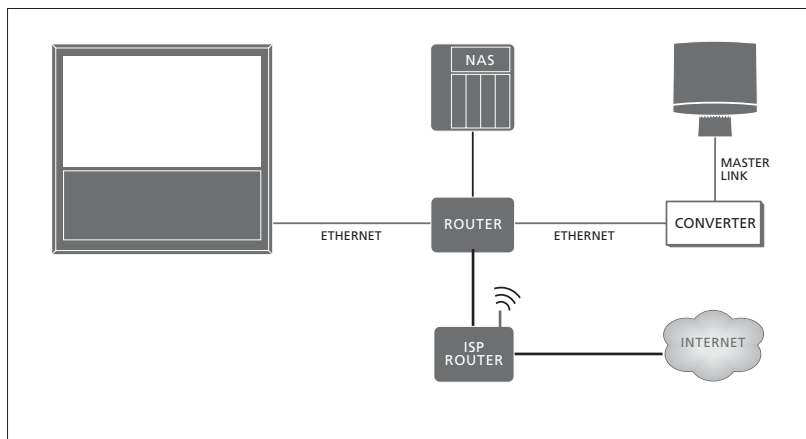 NAS
MASTER
LINK
ETHERNET
ROUTER
ETHERNET
CONVERTER
ISP
ROUTER
INTERNET